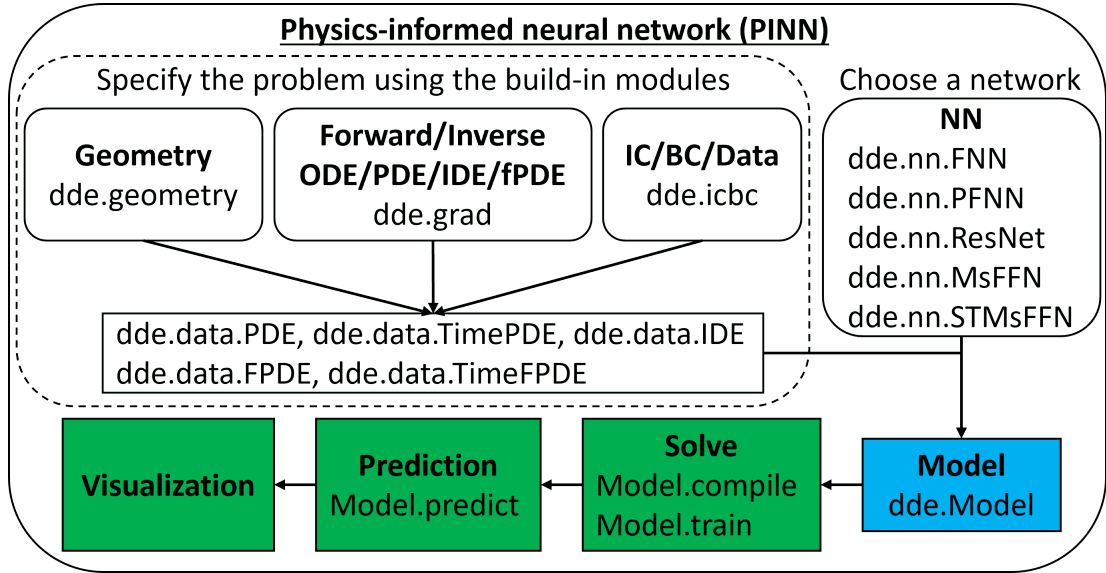 Physics-informed neural network (PINN)
Specify the problem using the build-in modules
Geometry
dde.geometry
Forward/Inverse
ODE/PDE/IDE/fPDE
dde.grad
IC/BC/Data
dde.icbc
dde.data.PDE, dde.data.TimePDE, dde.data.IDE
dde.data.FPDE, dde.data.TimeFPDE
Choose a network
NN
dde.nn.FNN
dde.nn.PFNN
dde.nn.ResNet
dde.nn.MsFFN
dde.nn.STMsFFN
Model
dde.Model
Solve
Model.compile
Model.train
Prediction
Model.predict
Visualization